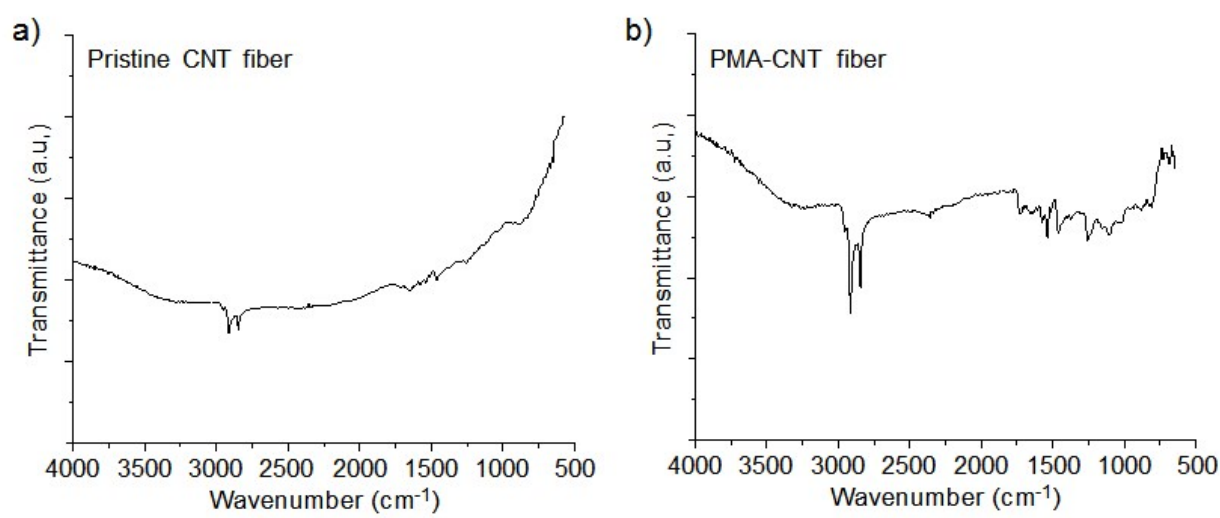 a)
Pristine CNT fiber
Transmittance (a.u,)
4000 3500 3000 2500 2000 1500 1000 500
Wavenumber (cm-1)
b)
PMA-CNT fiber
Transmittance (a.u,)
4000 3500 3000 2500 2000 1500 1000 500
Wavenumber (cm-1)